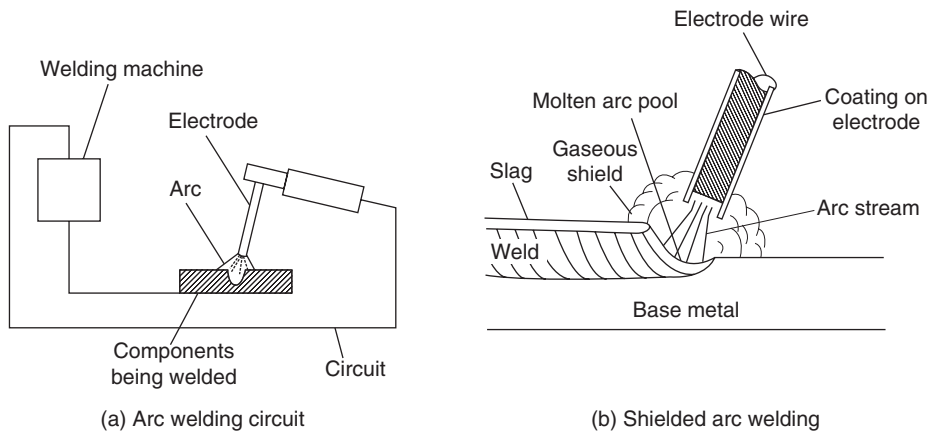 Welding machine
Electrode
Arc
Components
being welded
Circuit
(a) Arc welding circuit
Electrode wire
Molten arc pool
Coating on
electrode
Gaseous
shield
Slag
Arc stream
Weld
Base metal
(b) Shielded arc welding